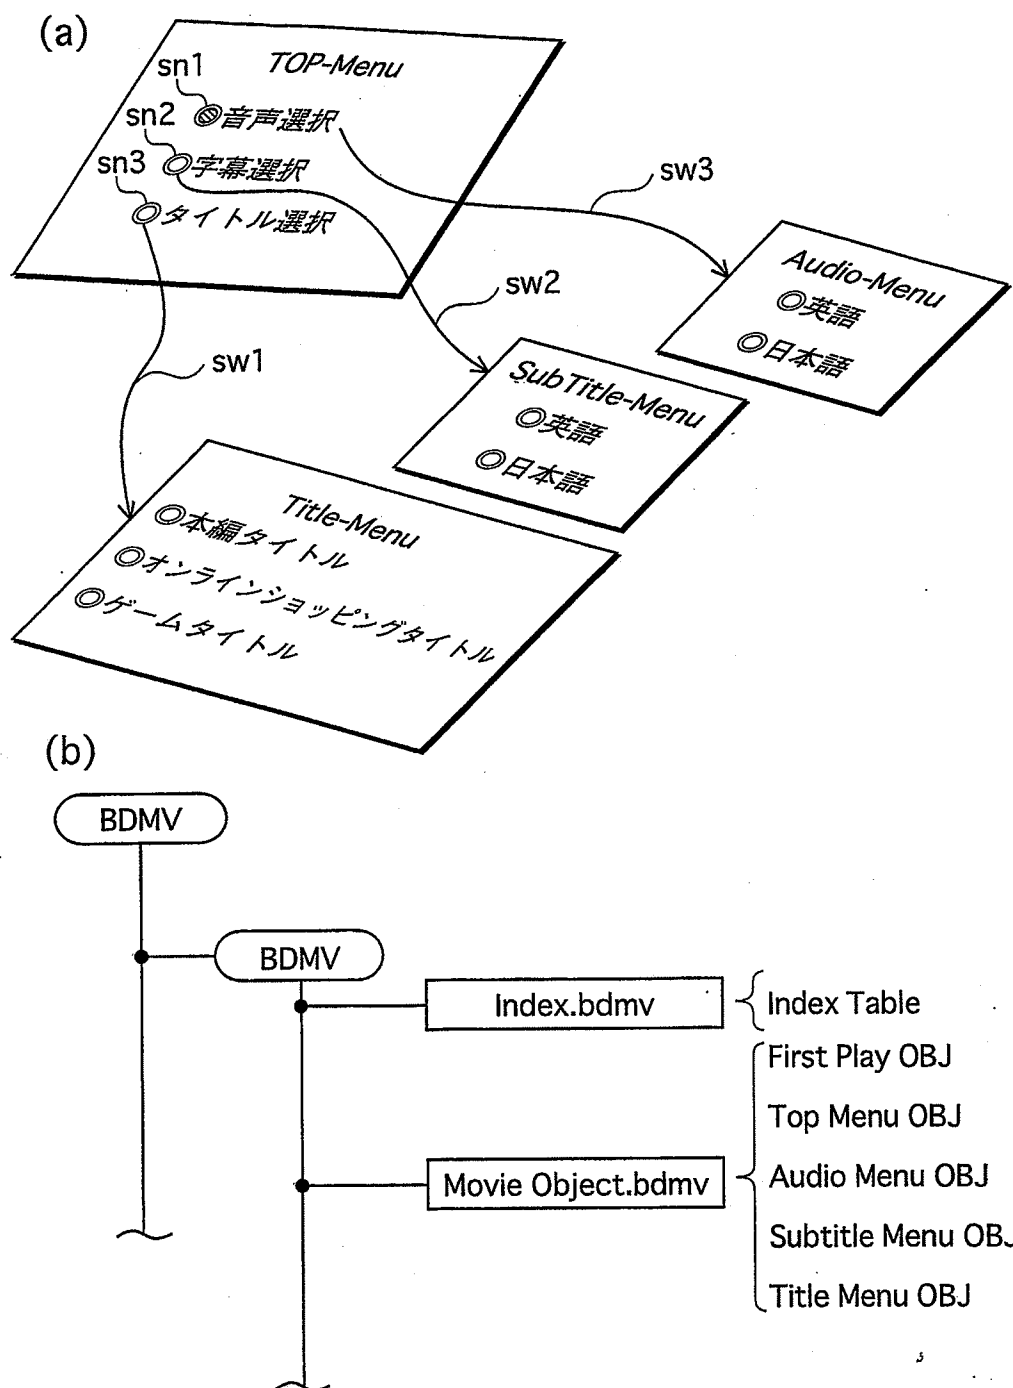 (a)
TOP-Menu
sn1
音声選択
sn2
字幕選択
sn3
タイトル選択
sw3
sw2
sw1
Audio-Menu
英語
日本語
SubTitle-Menu
英語
日本語
Title-Menu
本編タイトル
オンラインショッピングタイトル
ゲームタイトル
(b)
BDMV
BDMV
Index.bdmv
Index Table
First Play OBJ
Top Menu OBJ
Movie Object.bdmv
Audio Menu OBJ
Subtitle Menu OBJ
Title Menu OBJ